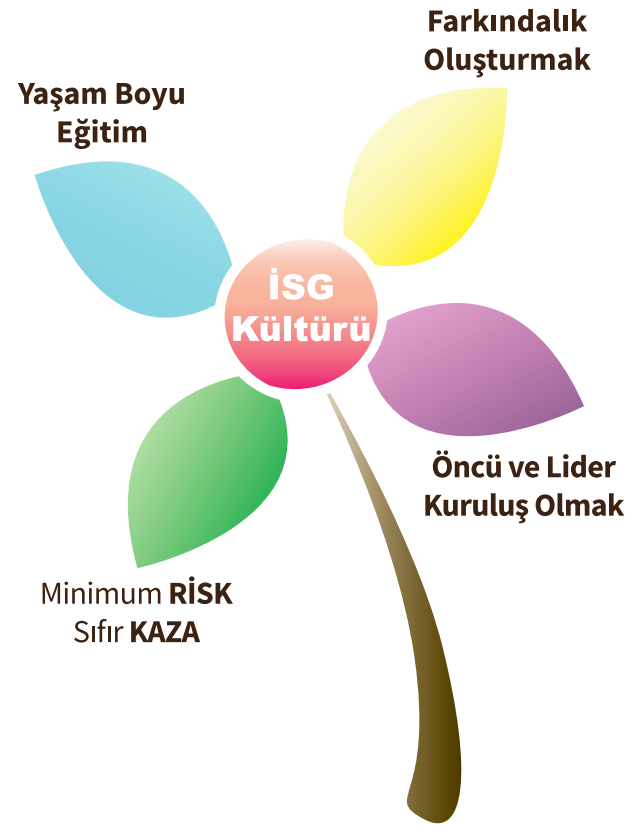 Farkındalık
Oluşturmak
Yaşam Boyu
Eğitim
İSG
Kültürü
Öncü ve Lider
Kuruluş Olmak
Minimum RİSK
Sıfır KAZA